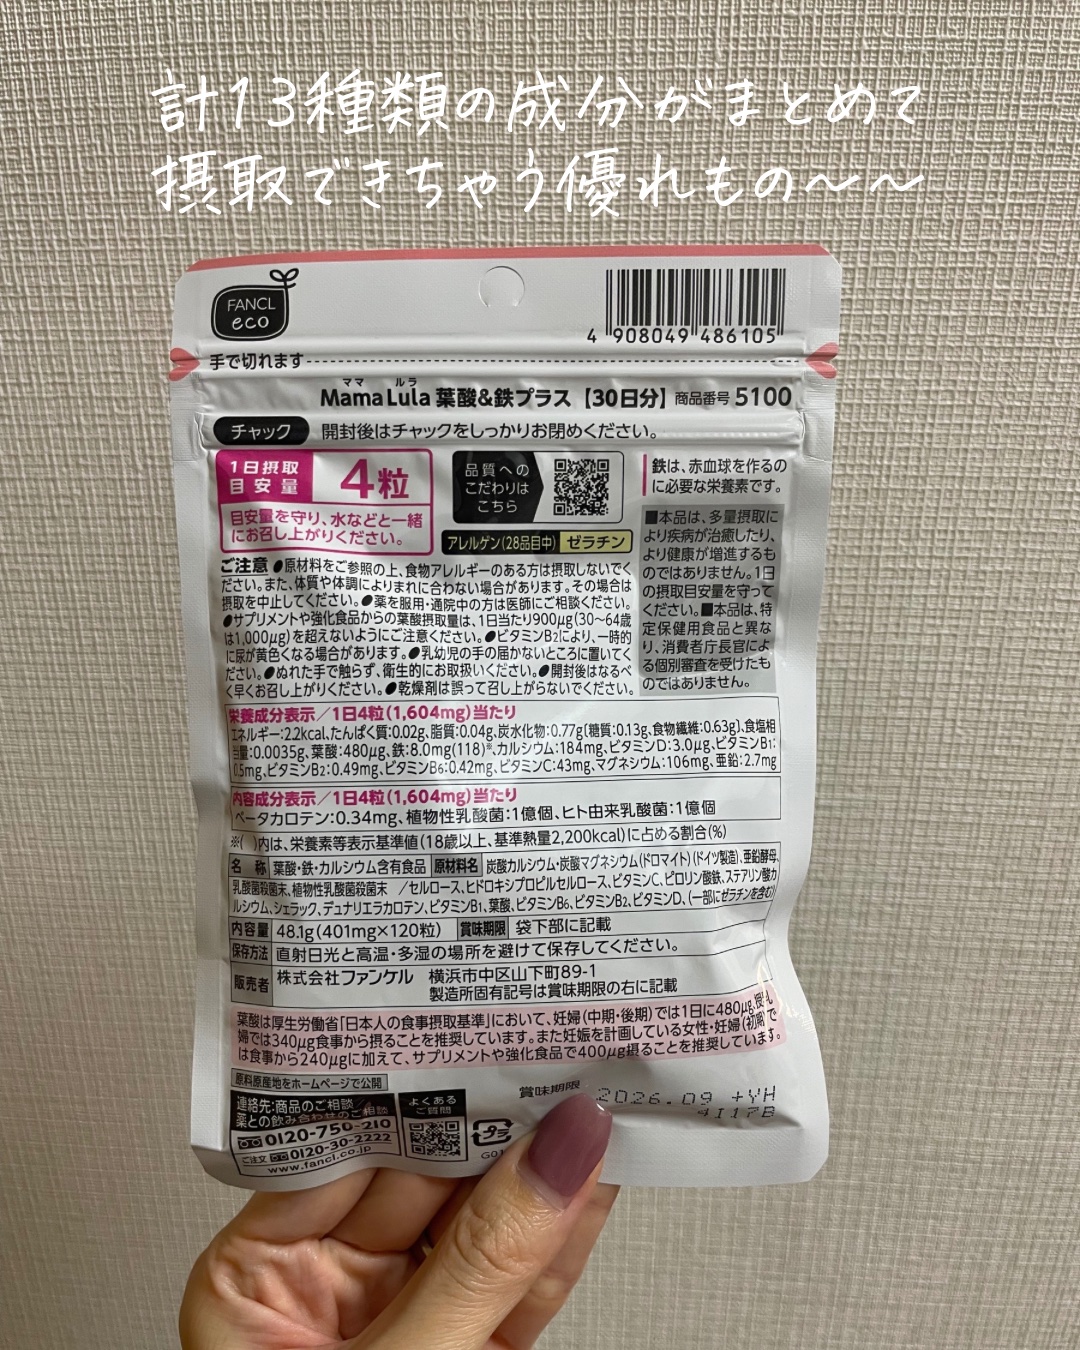 計13種類の成分がまとめて
摂取できちゃう優れもの〜〜
FANCL
eco
4 908049 486105
手で切れます
ママ ルラ
Mama Lula 葉酸&鉄プラス【30日分】商品番号 5100
チャック 開封後はチャックをしっかりお閉めください。
1日摂取
目安量
4粒
目安量を守り、水などと一緒
にお召し上がりください。
品質への
こだわりは
こちら
アレルゲン(28品目中) ゼラチン
鉄は、赤血球を作るの
に必要な栄養素です。
■本品は、多量摂取に
より疾病が治癒したり、
より健康が増進するも
のではありません。1日
の摂取目安量を守って
ください。■本品は、特
定保健用食品と異な
り、消費者庁長官によ
る個別審査を受けたも
のではありません。
ご注意 ●原材料をご参照の上、食物アレルギーのある方は摂取しないでく
ださい。また、体質や体調によりまれに合わない場合があります。その場合は
摂取を中止してください。●薬を服用・通院中の方は医師にご相談ください。
●サプリメントや強化食品からの葉酸摂取量は、1日当たり900μg(30〜64歳
は1,000μg)を超えないようにご注意ください。●ビタミンB2により、一時的
に尿が黄色くなる場合があります。●乳幼児の手の届かないところに置いてく
ださい。●ぬれた手で触らず、衛生的にお取扱いください。●開封後はなるべ
く早くお召し上がりください。●乾燥剤は誤って召し上がらないでください。
栄養成分表示/1日4粒(1,604mg)当たり
エネルギー:2.2kcal、たんぱく質:0.02g、脂質:0.04g、炭水化物:0.77g〔糖質:0.13g、食物繊維:0.63g〕、食塩相
当量:0.0035g、葉酸:480μg、鉄:8.0mg(118)※、カルシウム:184mg、ビタミンD:3.0μg、ビタミンB1:
0.5mg、ビタミンB2:0.49mg、ビタミンB6:0.42mg、ビタミンC:43mg、マグネシウム:106mg、亜鉛:2.7mg
内容成分表示/1日4粒(1,604mg)当たり
ベータカロテン:0.34mg、植物性乳酸菌:1億個、ヒト由来乳酸菌:1億個
※( )内は、栄養素等表示基準値(18歳以上、基準熱量2,200kcal)に占める割合(%)
名 称 葉酸・鉄・カルシウム含有食品 原材料名 炭酸カルシウム・炭酸マグネシウム(ドロマイト)(ドイツ製造)、亜鉛酵母、
乳酸菌殺菌末、植物性乳酸菌殺菌末 /セルロース、ヒドロキシプロピルセルロース、ビタミンC、ピロリン酸鉄、ステアリン酸カ
ルシウム、シェラック、デュナリエラカロテン、ビタミンB1、葉酸、ビタミンB6、ビタミンB2、ビタミンD、(一部にゼラチンを含む)
内容量 48.1g(401mg×120粒) 賞味期限 袋下部に記載
保存方法 直射日光と高温・多湿の場所を避けて保存してください。
販売者 株式会社ファンケル 横浜市中区山下町89-1
製造所固有記号は賞味期限の右に記載
葉酸は厚生労働省「日本人の食事摂取基準」において、妊婦(中期・後期)では1日に480μg、授乳
婦では340μg食事から摂ることを推奨しています。また妊娠を計画している女性・妊婦(初期)で
は食事から240μgに加えて、サプリメントや強化食品で400μg摂ることを推奨しています。
原料原産地をホームページで公開
連絡先:商品のご相談
薬との飲み合わせのご相談
0120-750-210
ご注文 0120-30-2222
www.fancl.co.jp
よくある
ご質問
プラ
賞味期限 2026.09 +YH
4I17B